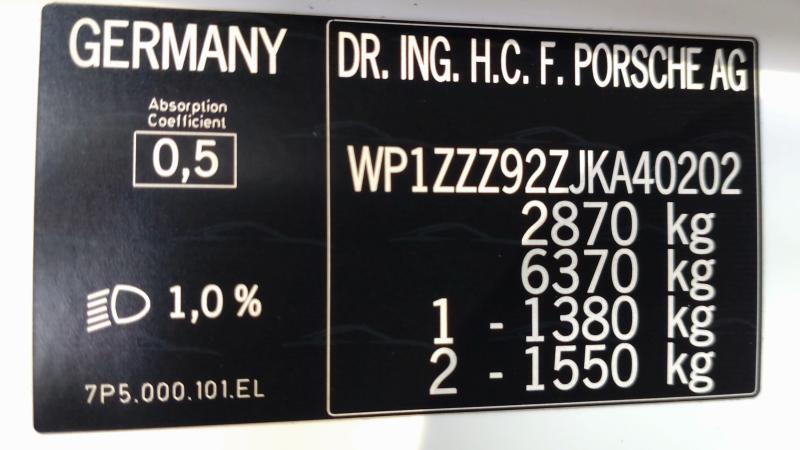 GERMANY
Absorption
Coefficient
0,5
1,0 %
7P5.000.101.EL
DR. ING. H.C. F. PORSCHE AG
WP1ZZZ92ZJKA40202
2870 kg
6370 kg
1 - 1380 kg
2 - 1550 kg